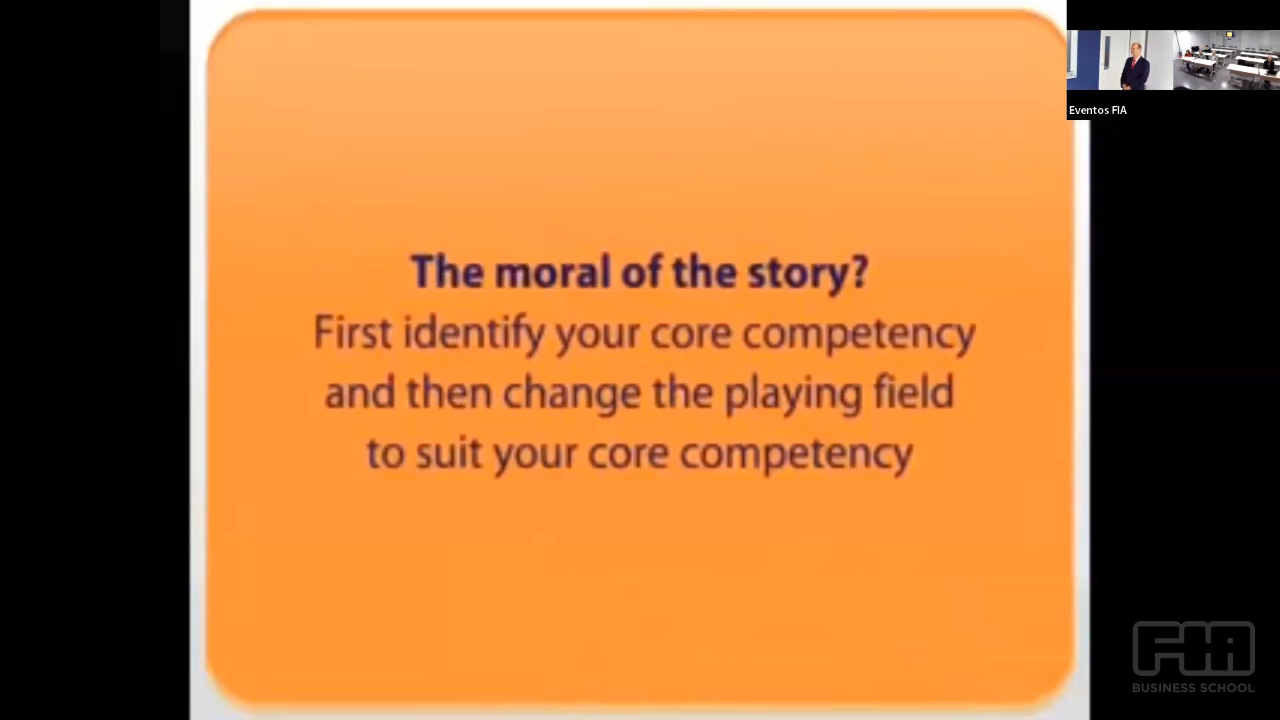 The moral of the story?
First identify your core competency
and then change the playing field
to suit your core competency
Eventos FIA
FIA
BUSINESS SCHOOL